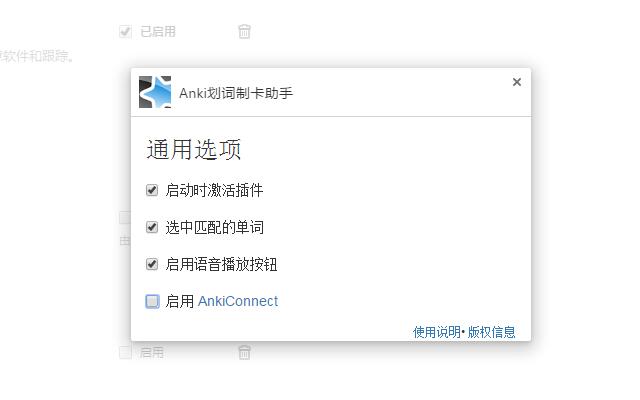 已启用
软件和跟踪。
Anki划词制卡助手
×
通用选项
启动时激活插件
选中匹配的单词
启用语音播放按钮
启用 AnkiConnect
由
使用说明• 版权信息
启用